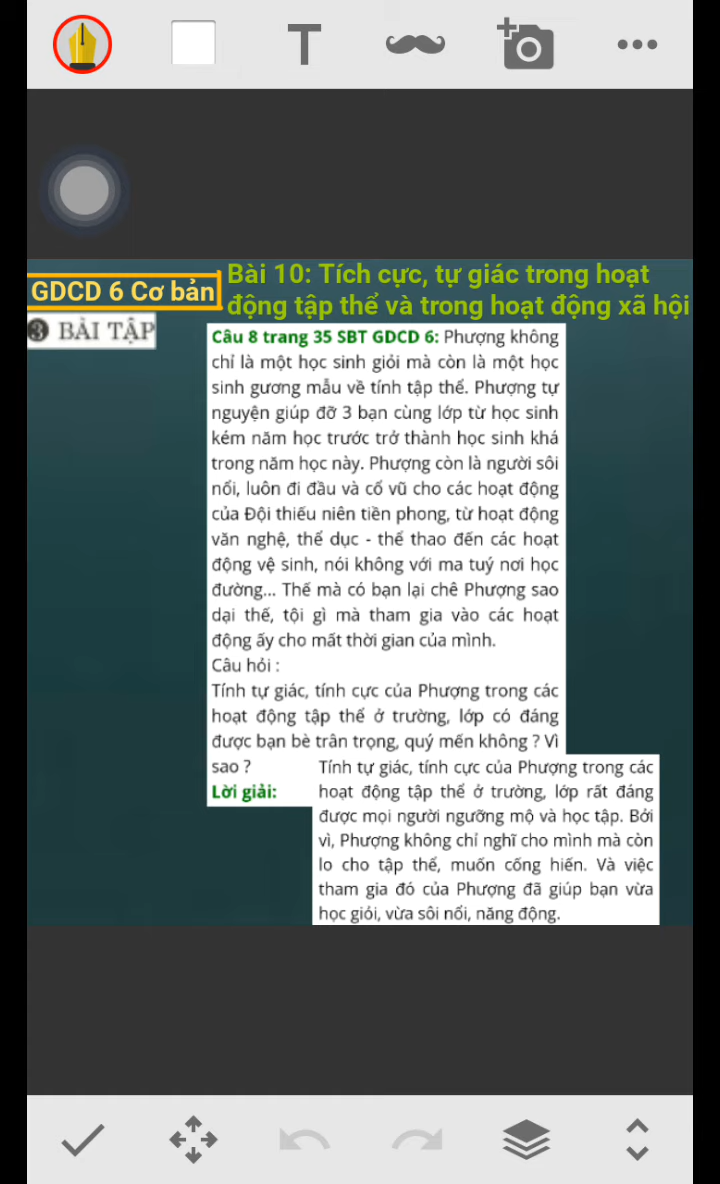 T
GDCD 6 Cơ bản
Bài 10: Tích cực, tự giác trong hoạt
động tập thể và trong hoạt động xã hội
❸ BÀI TẬP
Câu 8 trang 35 SBT GDCD 6: Phượng không
chỉ là một học sinh giỏi mà còn là một học
sinh gương mẫu về tính tập thể. Phượng tự
nguyện giúp đỡ 3 bạn cùng lớp từ học sinh
kém năm học trước trở thành học sinh khá
trong năm học này. Phượng còn là người sôi
nổi, luôn đi đầu và cổ vũ cho các hoạt động
của Đội thiếu niên tiền phong, từ hoạt động
văn nghệ, thể dục - thể thao đến các hoạt
động vệ sinh, nói không với ma tuý nơi học
đường... Thế mà có bạn lại chê Phượng sao
dại thế, tội gì mà tham gia vào các hoạt
động ấy cho mất thời gian của mình.
Câu hỏi :
Tính tự giác, tính cực của Phượng trong các
hoạt động tập thể ở trường, lớp có đáng
được bạn bè trân trọng, quý mến không ? Vì
sao ?
Lời giải:
Tính tự giác, tính cực của Phượng trong các
hoạt động tập thể ở trường, lớp rất đáng
được mọi người ngưỡng mộ và học tập. Bởi
vì, Phượng không chỉ nghĩ cho mình mà còn
lo cho tập thể, muốn cống hiến. Và việc
tham gia đó của Phượng đã giúp bạn vừa
học giỏi, vừa sôi nổi, năng động.